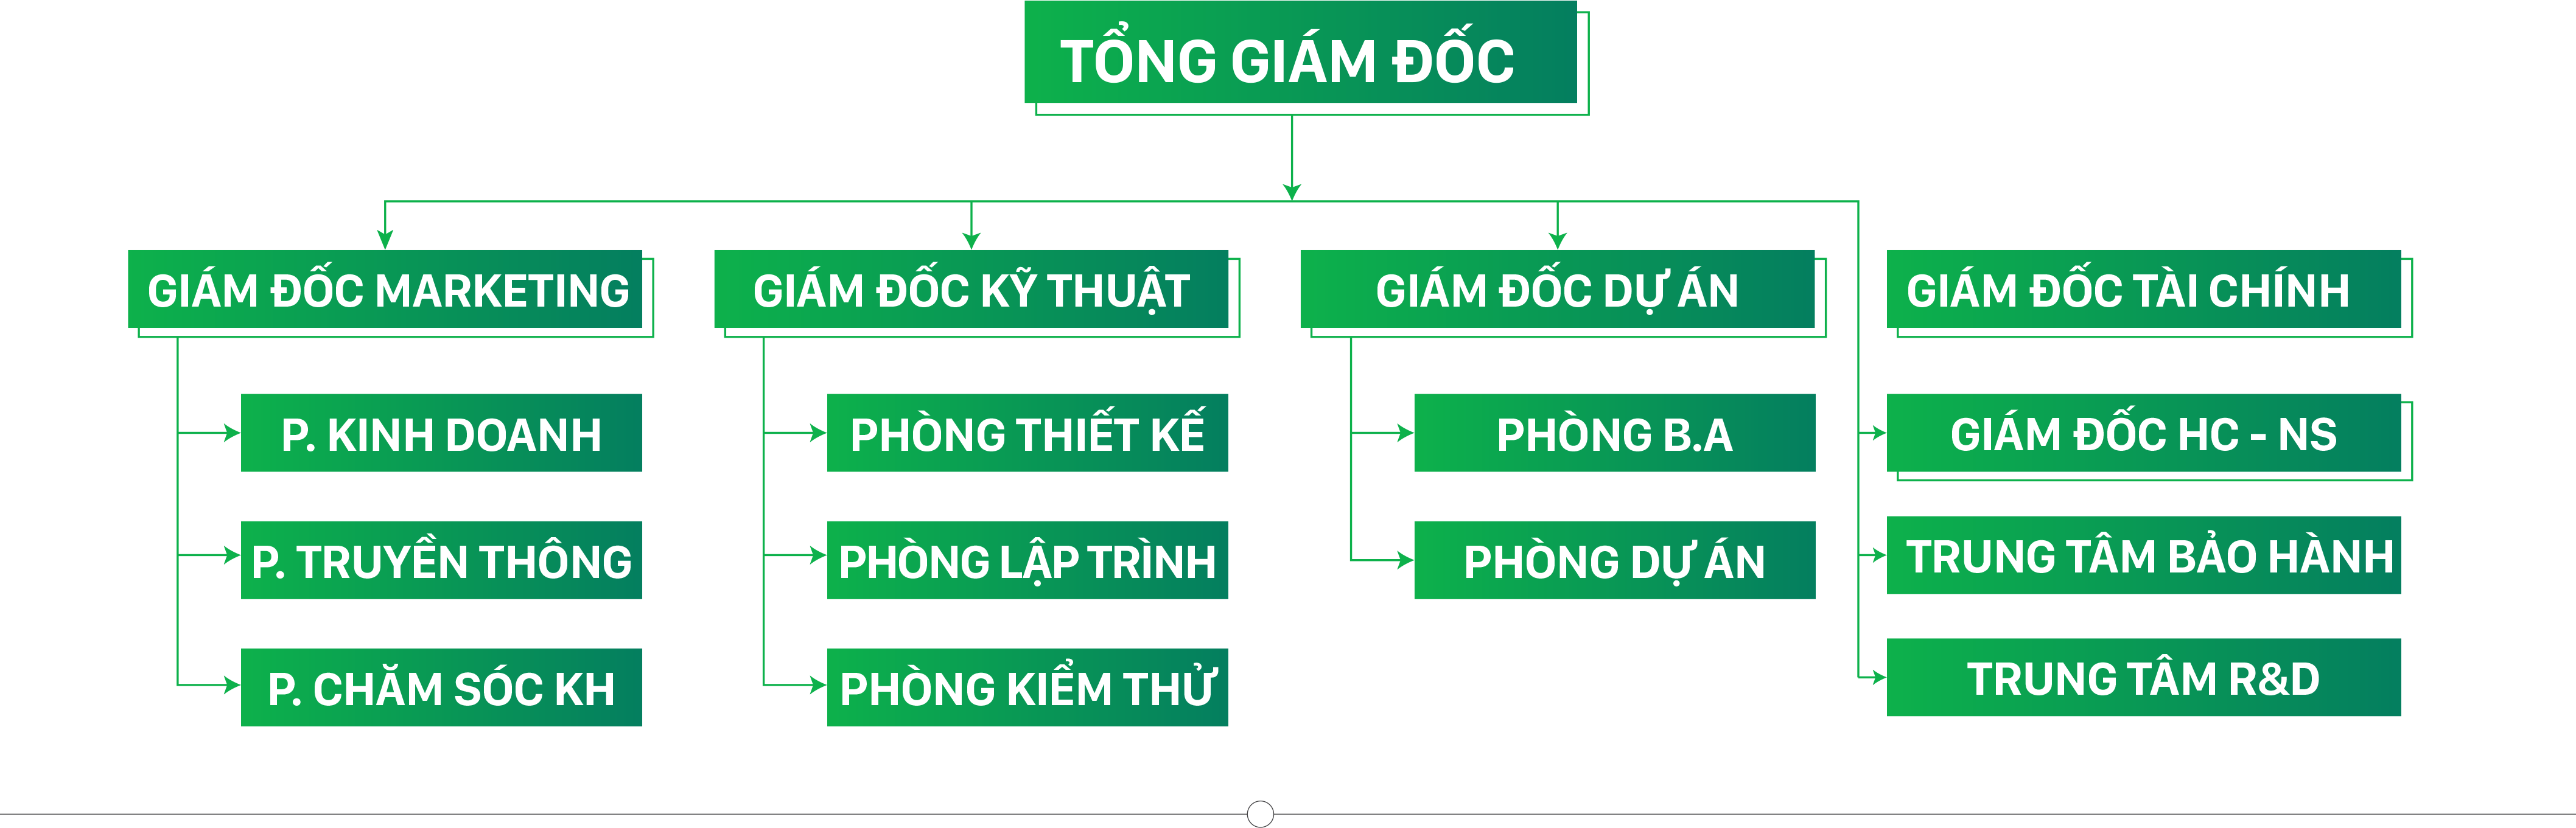 TỔNG GIÁM ĐỐC
GIÁM ĐỐC MARKETING
P. KINH DOANH
P. TRUYỀN THÔNG
P. CHĂM SÓC KH
GIÁM ĐỐC KỸ THUẬT
PHÒNG THIẾT KẾ
PHÒNG LẬP TRÌNH
PHÒNG KIỂM THỬ
GIÁM ĐỐC DỰ ÁN
PHÒNG B.A
PHÒNG DỰ ÁN
GIÁM ĐỐC TÀI CHÍNH
GIÁM ĐỐC HC - NS
TRUNG TÂM BẢO HÀNH
TRUNG TÂM R&D